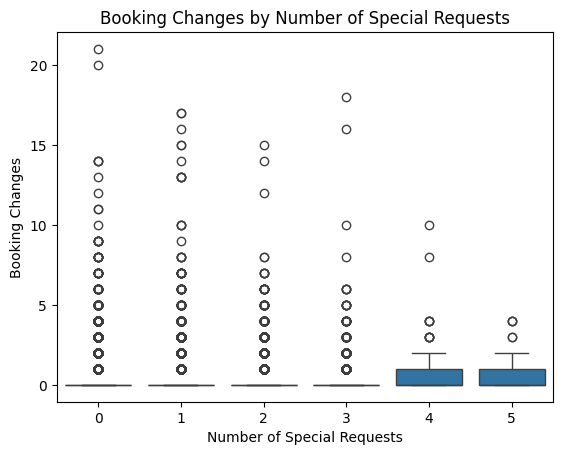 Booking Changes by Number of Special Requests
Booking Changes
20
15
10
5
0
0 1 2 3 4 5
Number of Special Requests